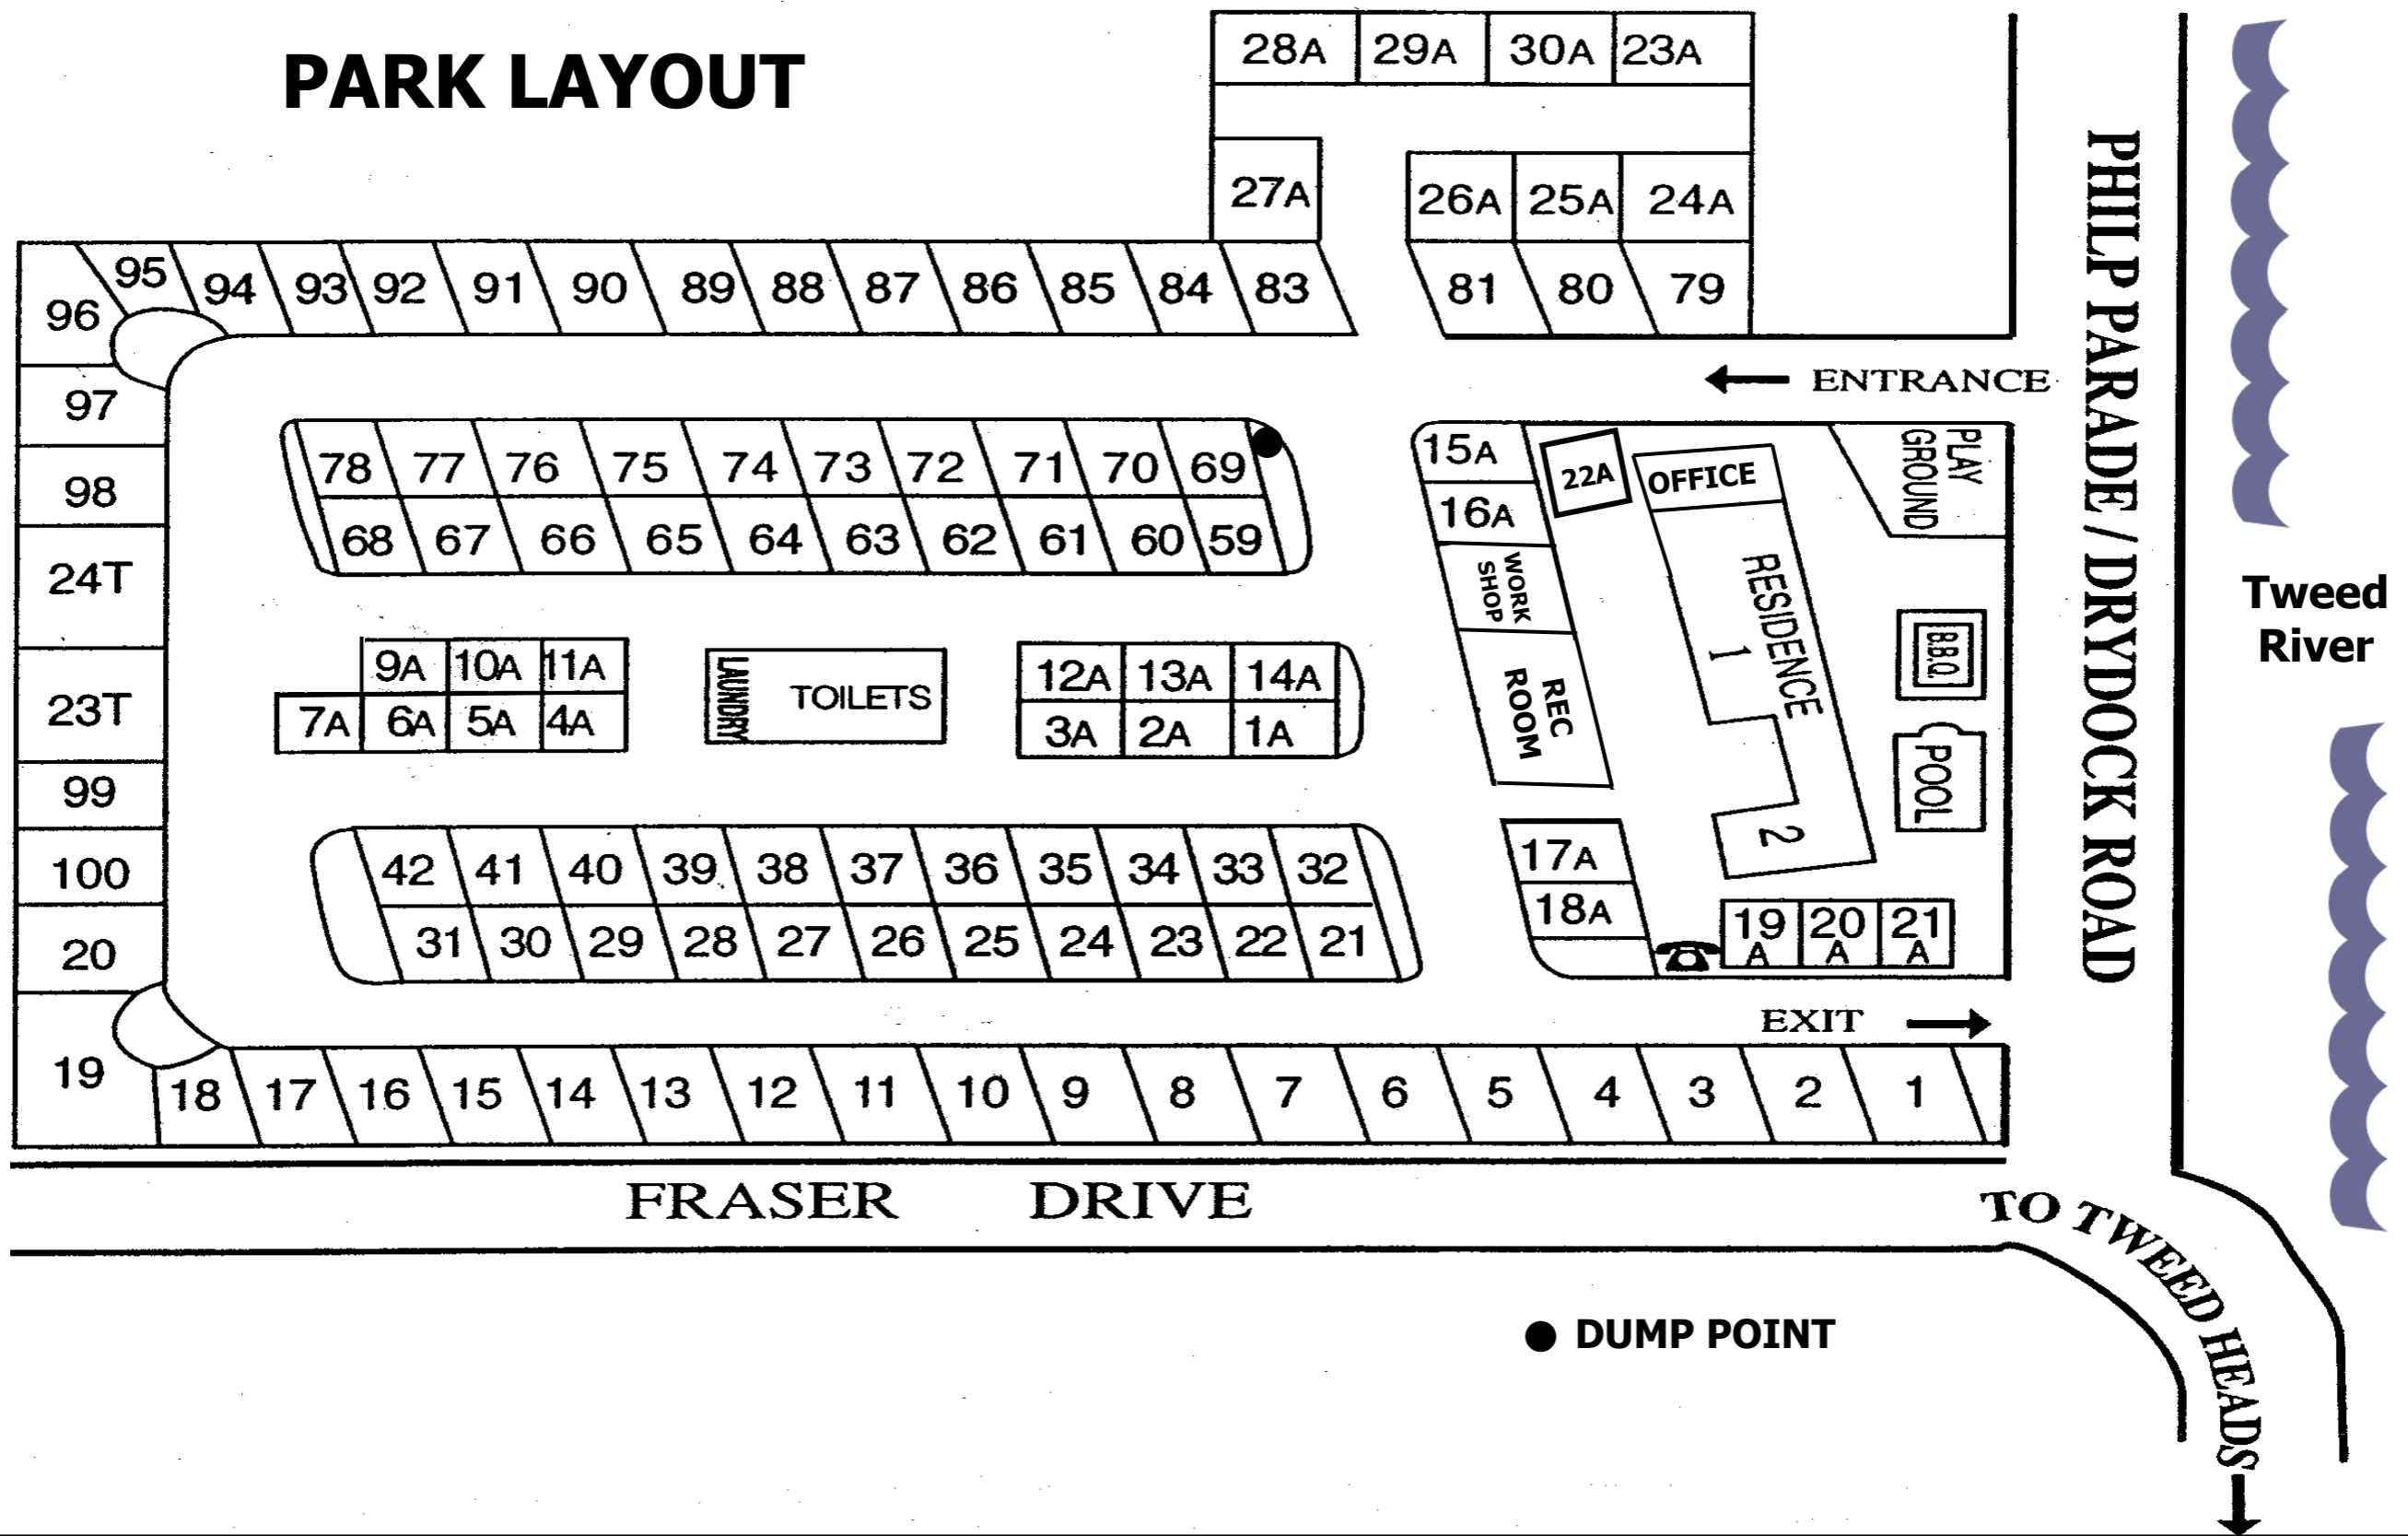 PARK LAYOUT
28A 29A 30A 23A
27A
26A 25A 24A
96 95 94 93 92 91 90 89 88 87 86 85 84 83
81 80 79
ENTRANCE
97
98
24T
23T
99
100
20
19
78 77 76 75 74 73 72 71 70 69
68 67 66 65 64 63 62 61 60 59
9A 10A 11A
7A 6A 5A 4A
LAUNDRY
TOILETS
12A 13A 14A
3A 2A 1A
42 41 40 39 38 37 36 35 34 33 32
31 30 29 28 27 26 25 24 23 22 21
15A
16A
WORK
SHOP
REC
ROOM
17A
18A
22A
OFFICE
RESIDENCE
1
2
PLAY
GROUND
B.B.Q.
POOL
19 20 21
A A A
EXIT
18 17 16 15 14 13 12 11 10 9 8 7 6 5 4 3 2 1
PHILP PARADE / DRYDOCK ROAD
Tweed
River
FRASER DRIVE
TO TWEED HEADS
DUMP POINT